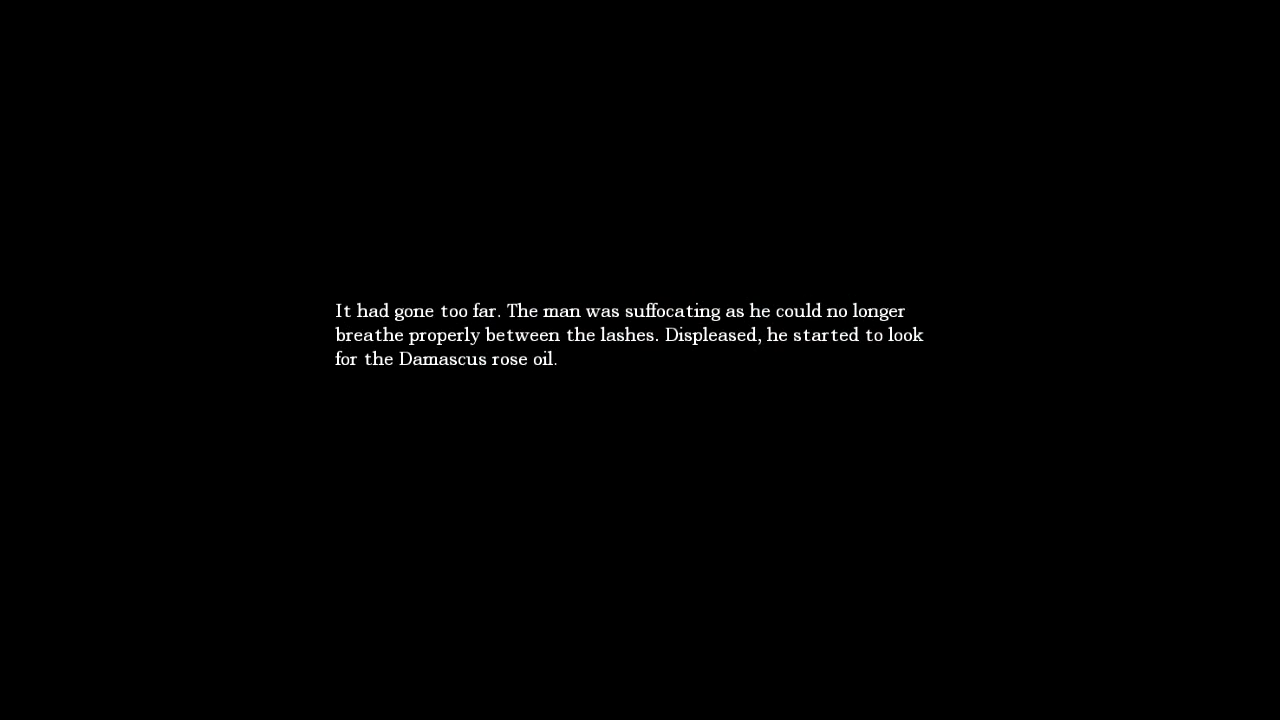 It had gone too far. The man was suffocating as he could no longer
breathe properly between the lashes. Displeased, he started to look
for the Damascus rose oil.